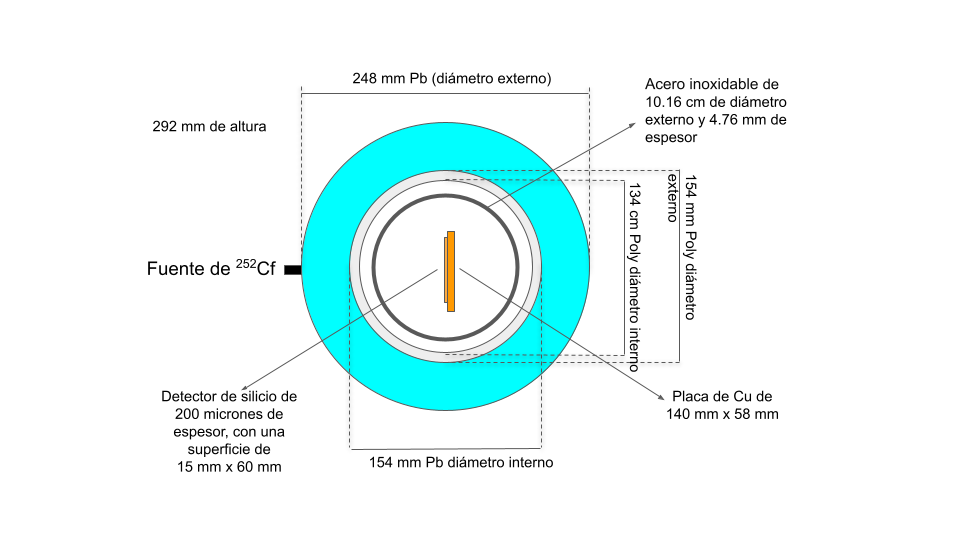 248 mm Pb (diámetro externo)
Acero inoxidable de
10.16 cm de diámetro
externo y 4.76 mm de
espesor
292 mm de altura
154 mm Poly diámetro
externo
134 cm Poly diámetro interno
Fuente de ²⁵²Cf
Detector de silicio de
200 micrones de
espesor, con una
superficie de
15 mm x 60 mm
Placa de Cu de
140 mm x 58 mm
154 mm Pb diámetro interno